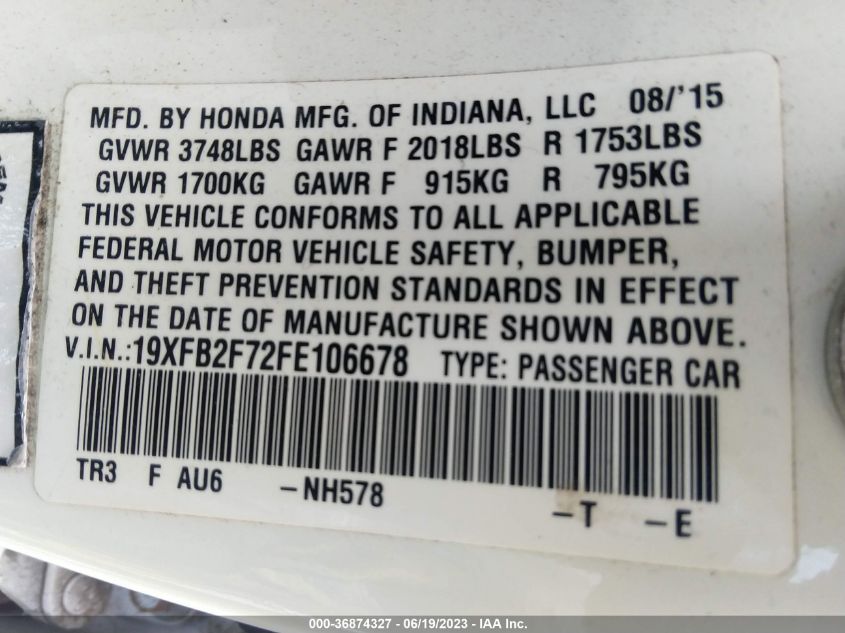 MFD. BY HONDA MFG. OF INDIANA, LLC 08/'15
GVWR 3748LBS GAWR F 2018LBS R 1753LBS
GVWR 1700KG GAWR F 915KG R 795KG
THIS VEHICLE CONFORMS TO ALL APPLICABLE
FEDERAL MOTOR VEHICLE SAFETY, BUMPER,
AND THEFT PREVENTION STANDARDS IN EFFECT
ON THE DATE OF MANUFACTURE SHOWN ABOVE.
V.I.N.:19XFB2F72FE106678 TYPE: PASSENGER CAR
TR3 F AU6 -NH578
-T -E
000-36874327 - 06/19/2023 - IAA Inc.